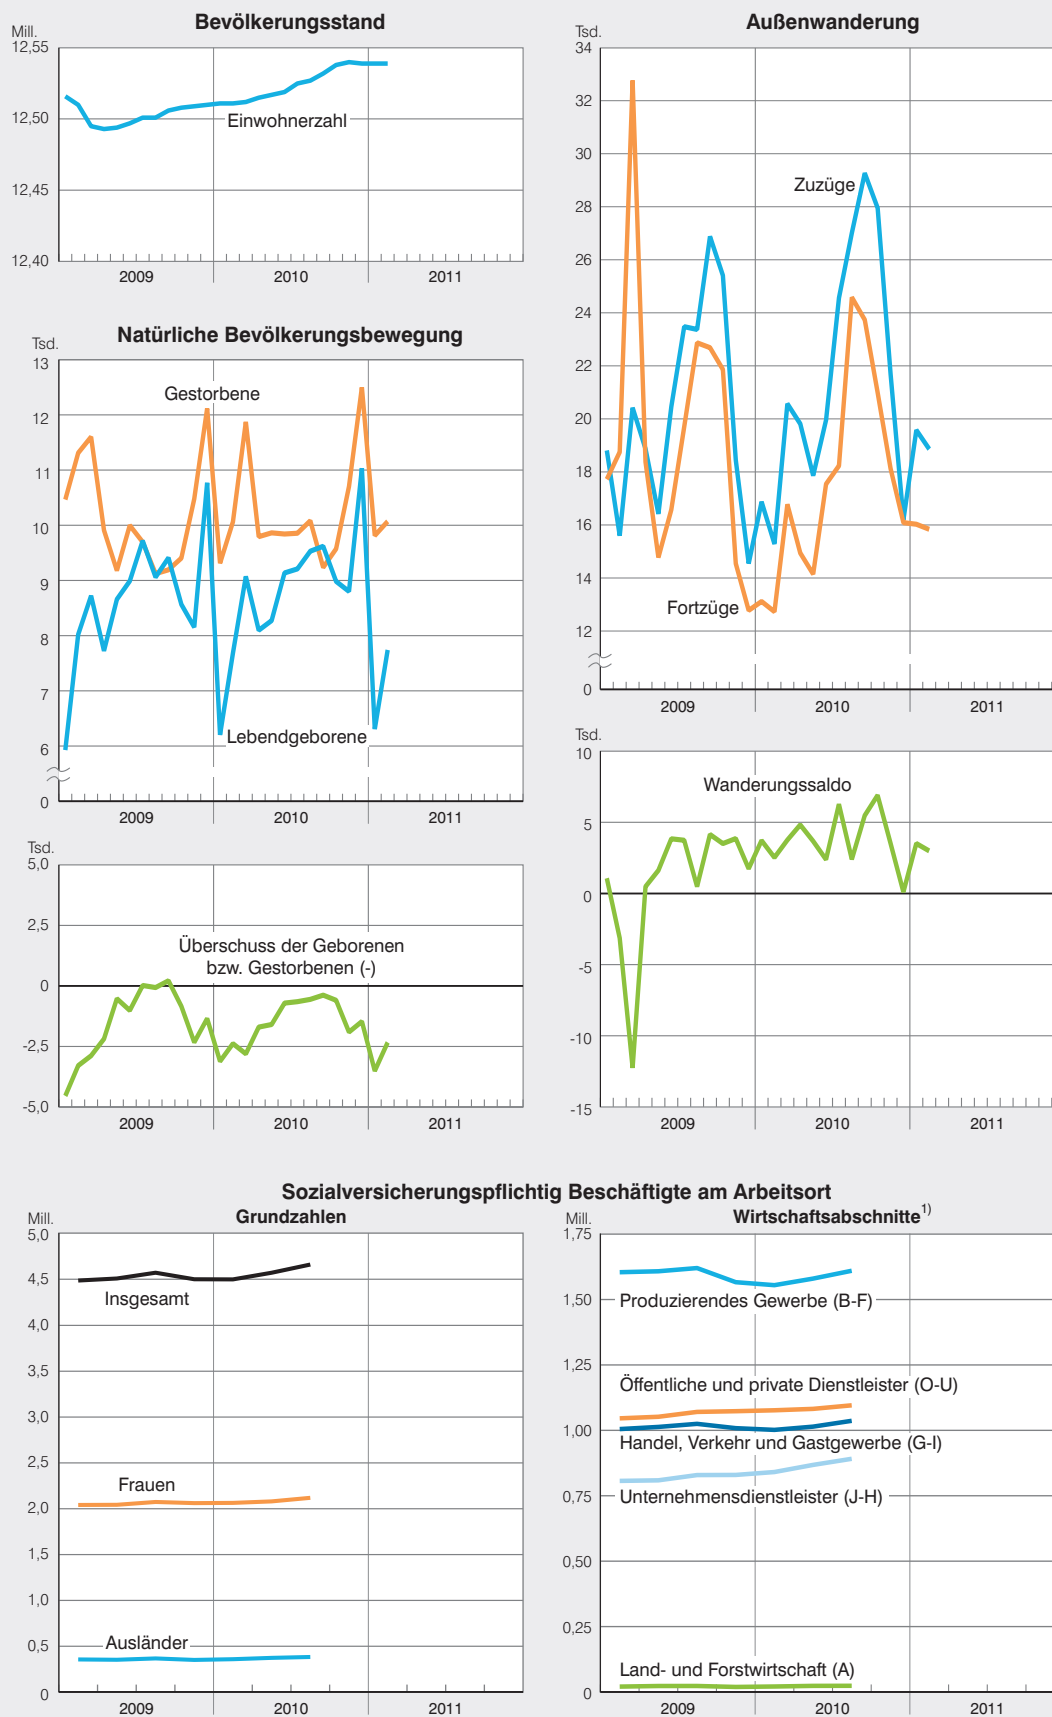 Bevölkerungsstand
Mill.
12,55
12,50
12,45
12,40
Einwohnerzahl
2009
2010
2011
Natürliche Bevölkerungsbewegung
Tsd.
13
12
11
10
9
8
7
6
0
Gestorbene
Lebendgeborene
2009
2010
2011
Tsd.
5,0
2,5
0
-2,5
-5,0
Überschuss der Geborenen
bzw. Gestorbenen (-)
2009
2010
2011
Außenwanderung
Tsd.
34
32
30
28
26
24
22
20
18
16
14
12
0
Zuzüge
Fortzüge
2009
2010
2011
Tsd.
10
5
0
-5
-10
-15
Wanderungssaldo
2009
2010
2011
Sozialversicherungspflichtig Beschäftigte am Arbeitsort
Grundzahlen
Mill.
5,0
4,5
4,0
3,5
3,0
2,5
2,0
1,5
1,0
0,5
0
Insgesamt
Frauen
Ausländer
2009
2010
2011
Wirtschaftsabschnitte1)
Mill.
1,75
1,50
1,25
1,00
0,75
0,50
0,25
0
Produzierendes Gewerbe (B-F)
Öffentliche und private Dienstleister (O-U)
Handel, Verkehr und Gastgewerbe (G-I)
Unternehmensdienstleister (J-H)
Land- und Forstwirtschaft (A)
2009
2010
2011